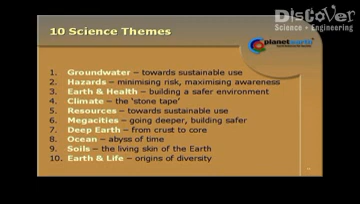 DiScover
Science + Engineering
10 Science Themes
planetearth
1. Groundwater – towards sustainable use
2. Hazards – minimising risk, maximising awareness
3. Earth & Health – building a safer environment
4. Climate – the 'stone tape'
5. Resources – towards sustainable use
6. Megacities – going deeper, building safer
7. Deep Earth – from crust to core
8. Ocean – abyss of time
9. Soils – the living skin of the Earth
10. Earth & Life – origins of diversity